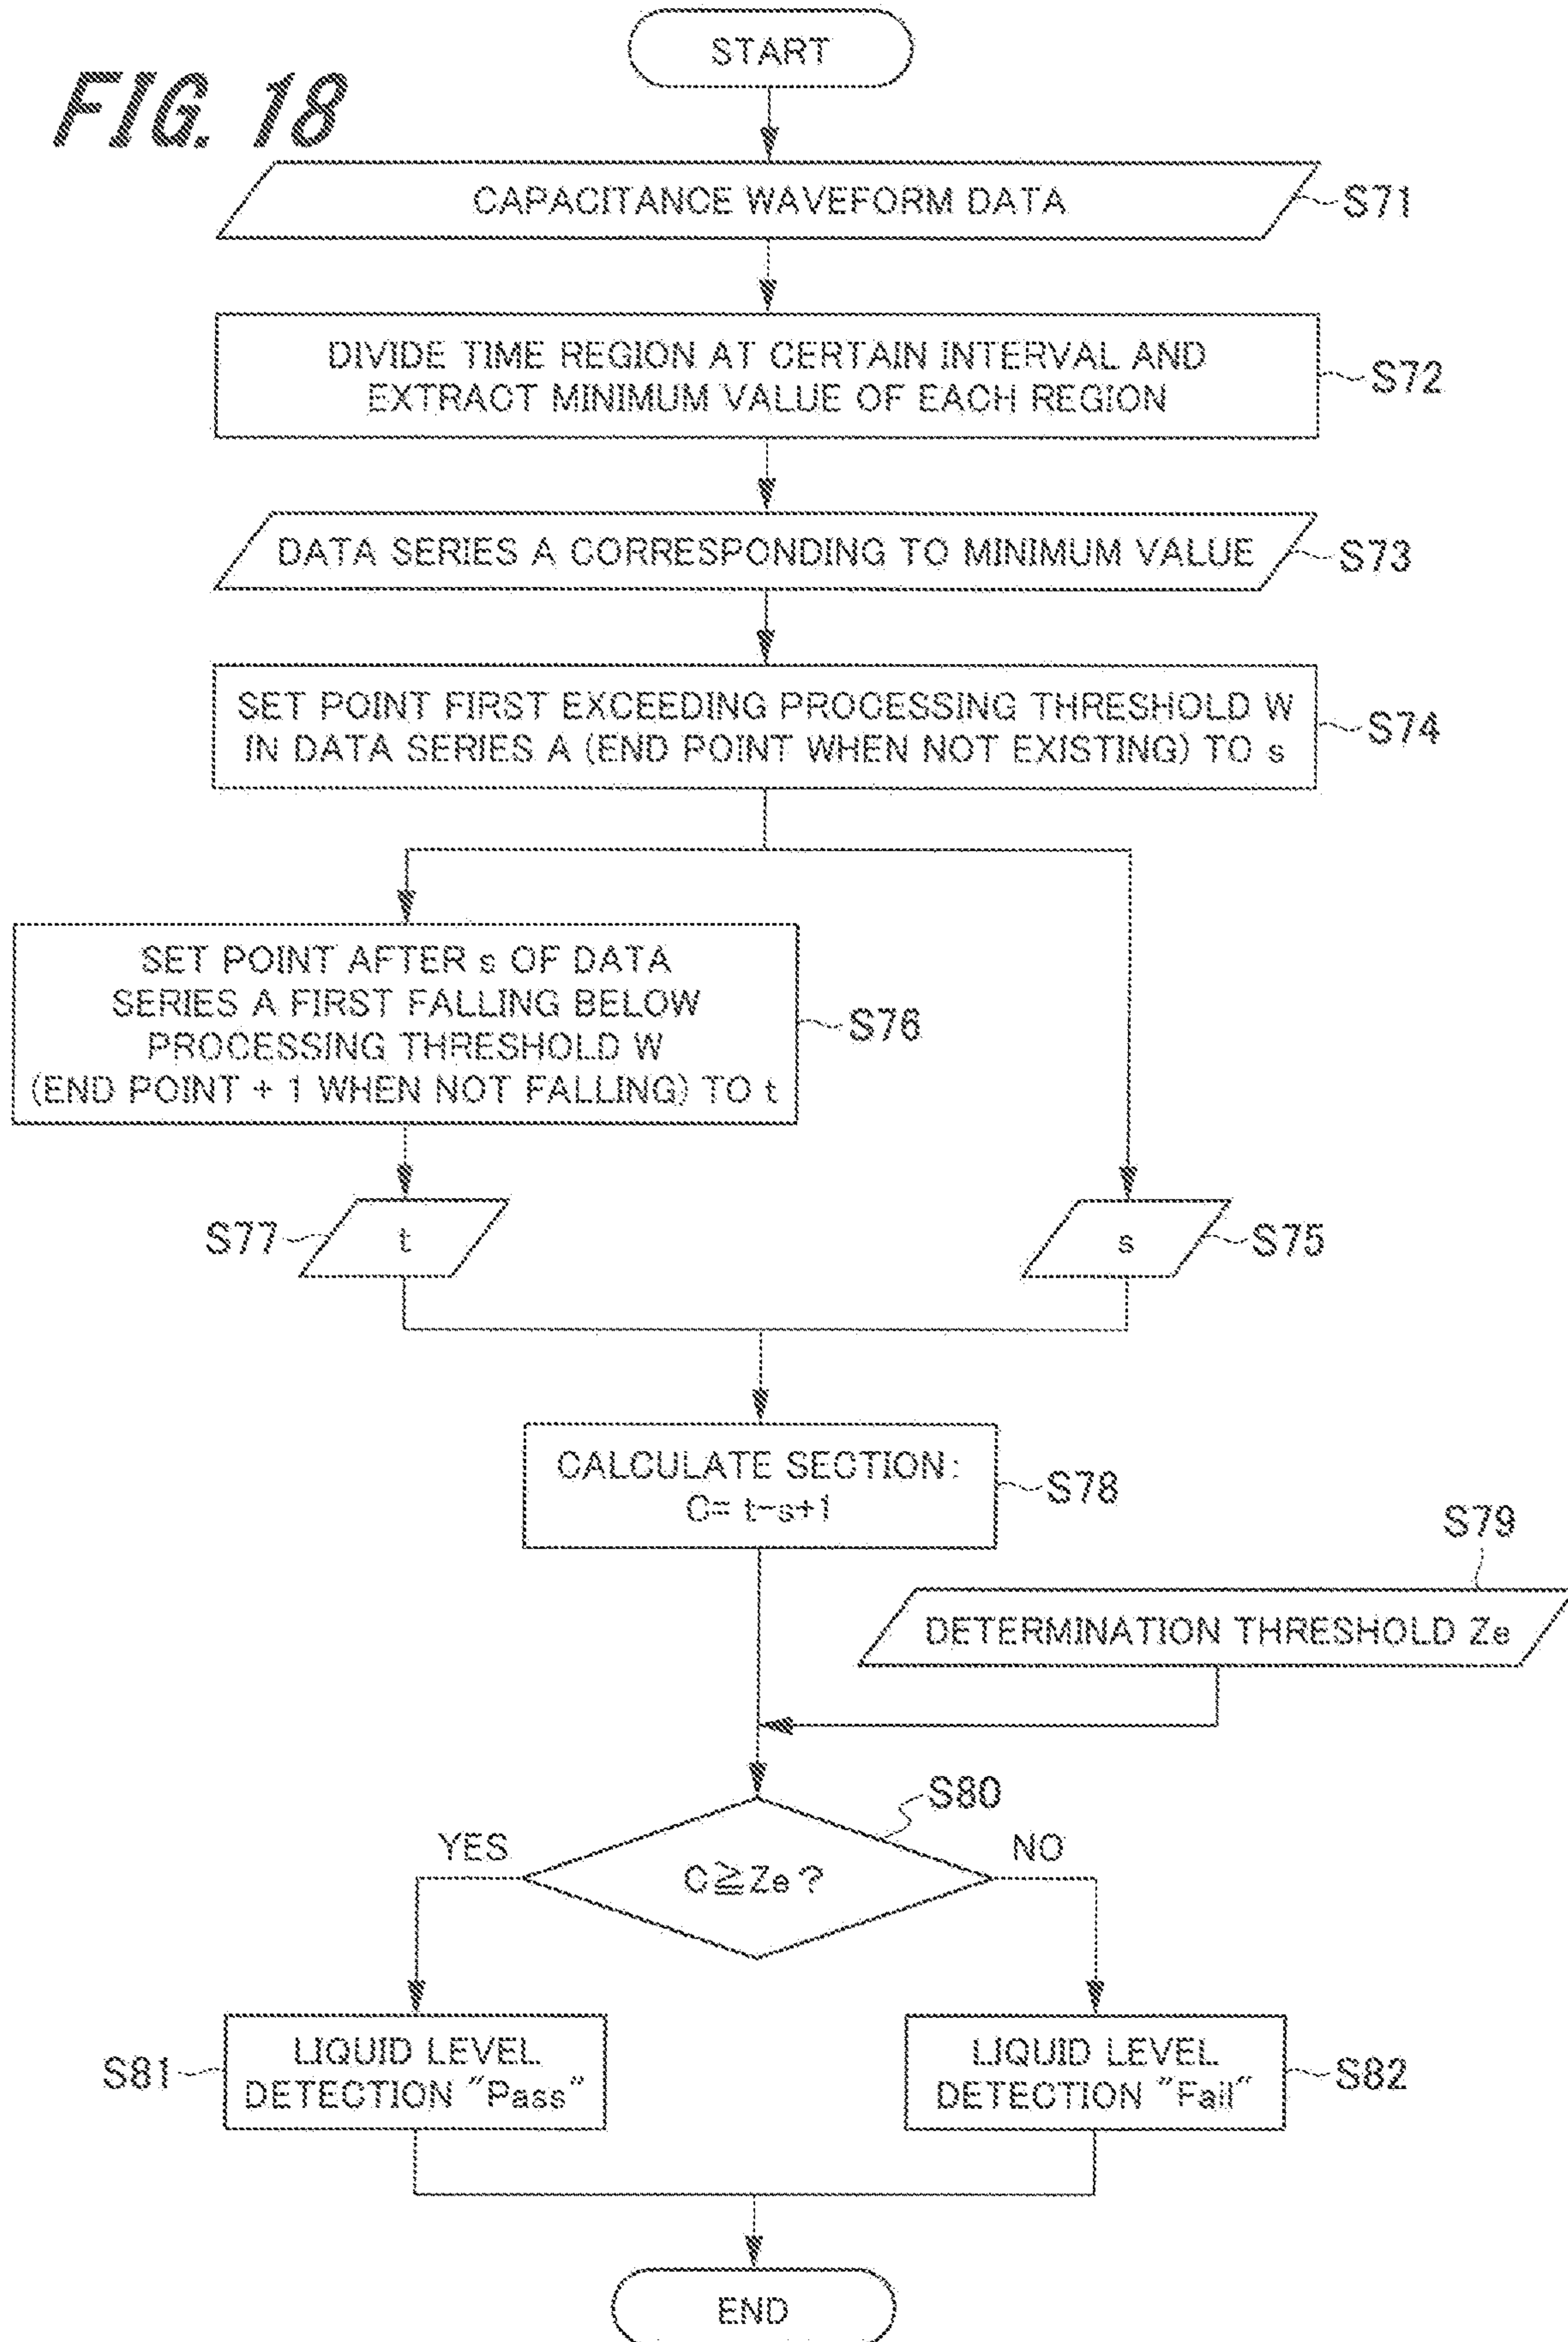 FIG. 18
START
CAPACITANCE WAVEFORM DATA
S71
DIVIDE TIME REGION AT CERTAIN INTERVAL AND
EXTRACT MINIMUM VALUE OF EACH REGION
S72
DATA SERIES A CORRESPONDING TO MINIMUM VALUE
S73
SET POINT FIRST EXCEEDING PROCESSING THRESHOLD W
IN DATA SERIES A (END POINT WHEN NOT EXISTING) TO s
S74
SET POINT AFTER s OF DATA
SERIES A FIRST FALLING BELOW
PROCESSING THRESHOLD W
(END POINT + 1 WHEN NOT FALLING) TO t
S76
S77
t
s
S75
CALCULATE SECTION:
C= t-s+1
S78
S79
DETERMINATION THRESHOLD Ze
S80
YES
C≧Ze?
NO
S81
LIQUID LEVEL
DETECTION "Pass"
LIQUID LEVEL
DETECTION "Fail"
S82
END